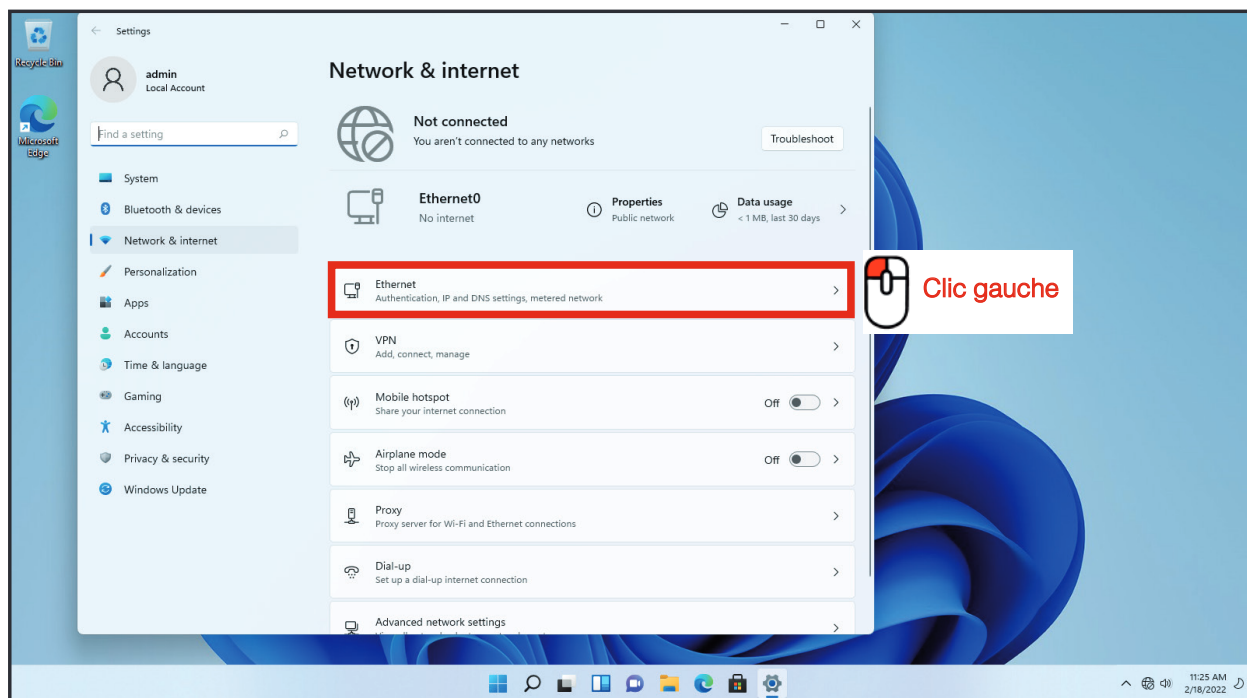 Recycle Bin
Microsoft
Edge
Settings
admin
Local Account
Find a setting
System
Bluetooth & devices
Network & internet
Personalization
Apps
Accounts
Time & language
Gaming
Accessibility
Privacy & security
Windows Update
Network & internet
Not connected
You aren't connected to any networks
Troubleshoot
Ethernet0
No internet
Properties
Public network
Data usage
< 1 MB, last 30 days
Ethernet
Authentication, IP and DNS settings, metered network
Clic gauche
VPN
Add, connect, manage
Mobile hotspot
Share your internet connection
Off
Airplane mode
Stop all wireless communication
Off
Proxy
Proxy server for Wi-Fi and Ethernet connections
Dial-up
Set up a dial-up internet connection
Advanced network settings
11:25 AM
2/18/2022